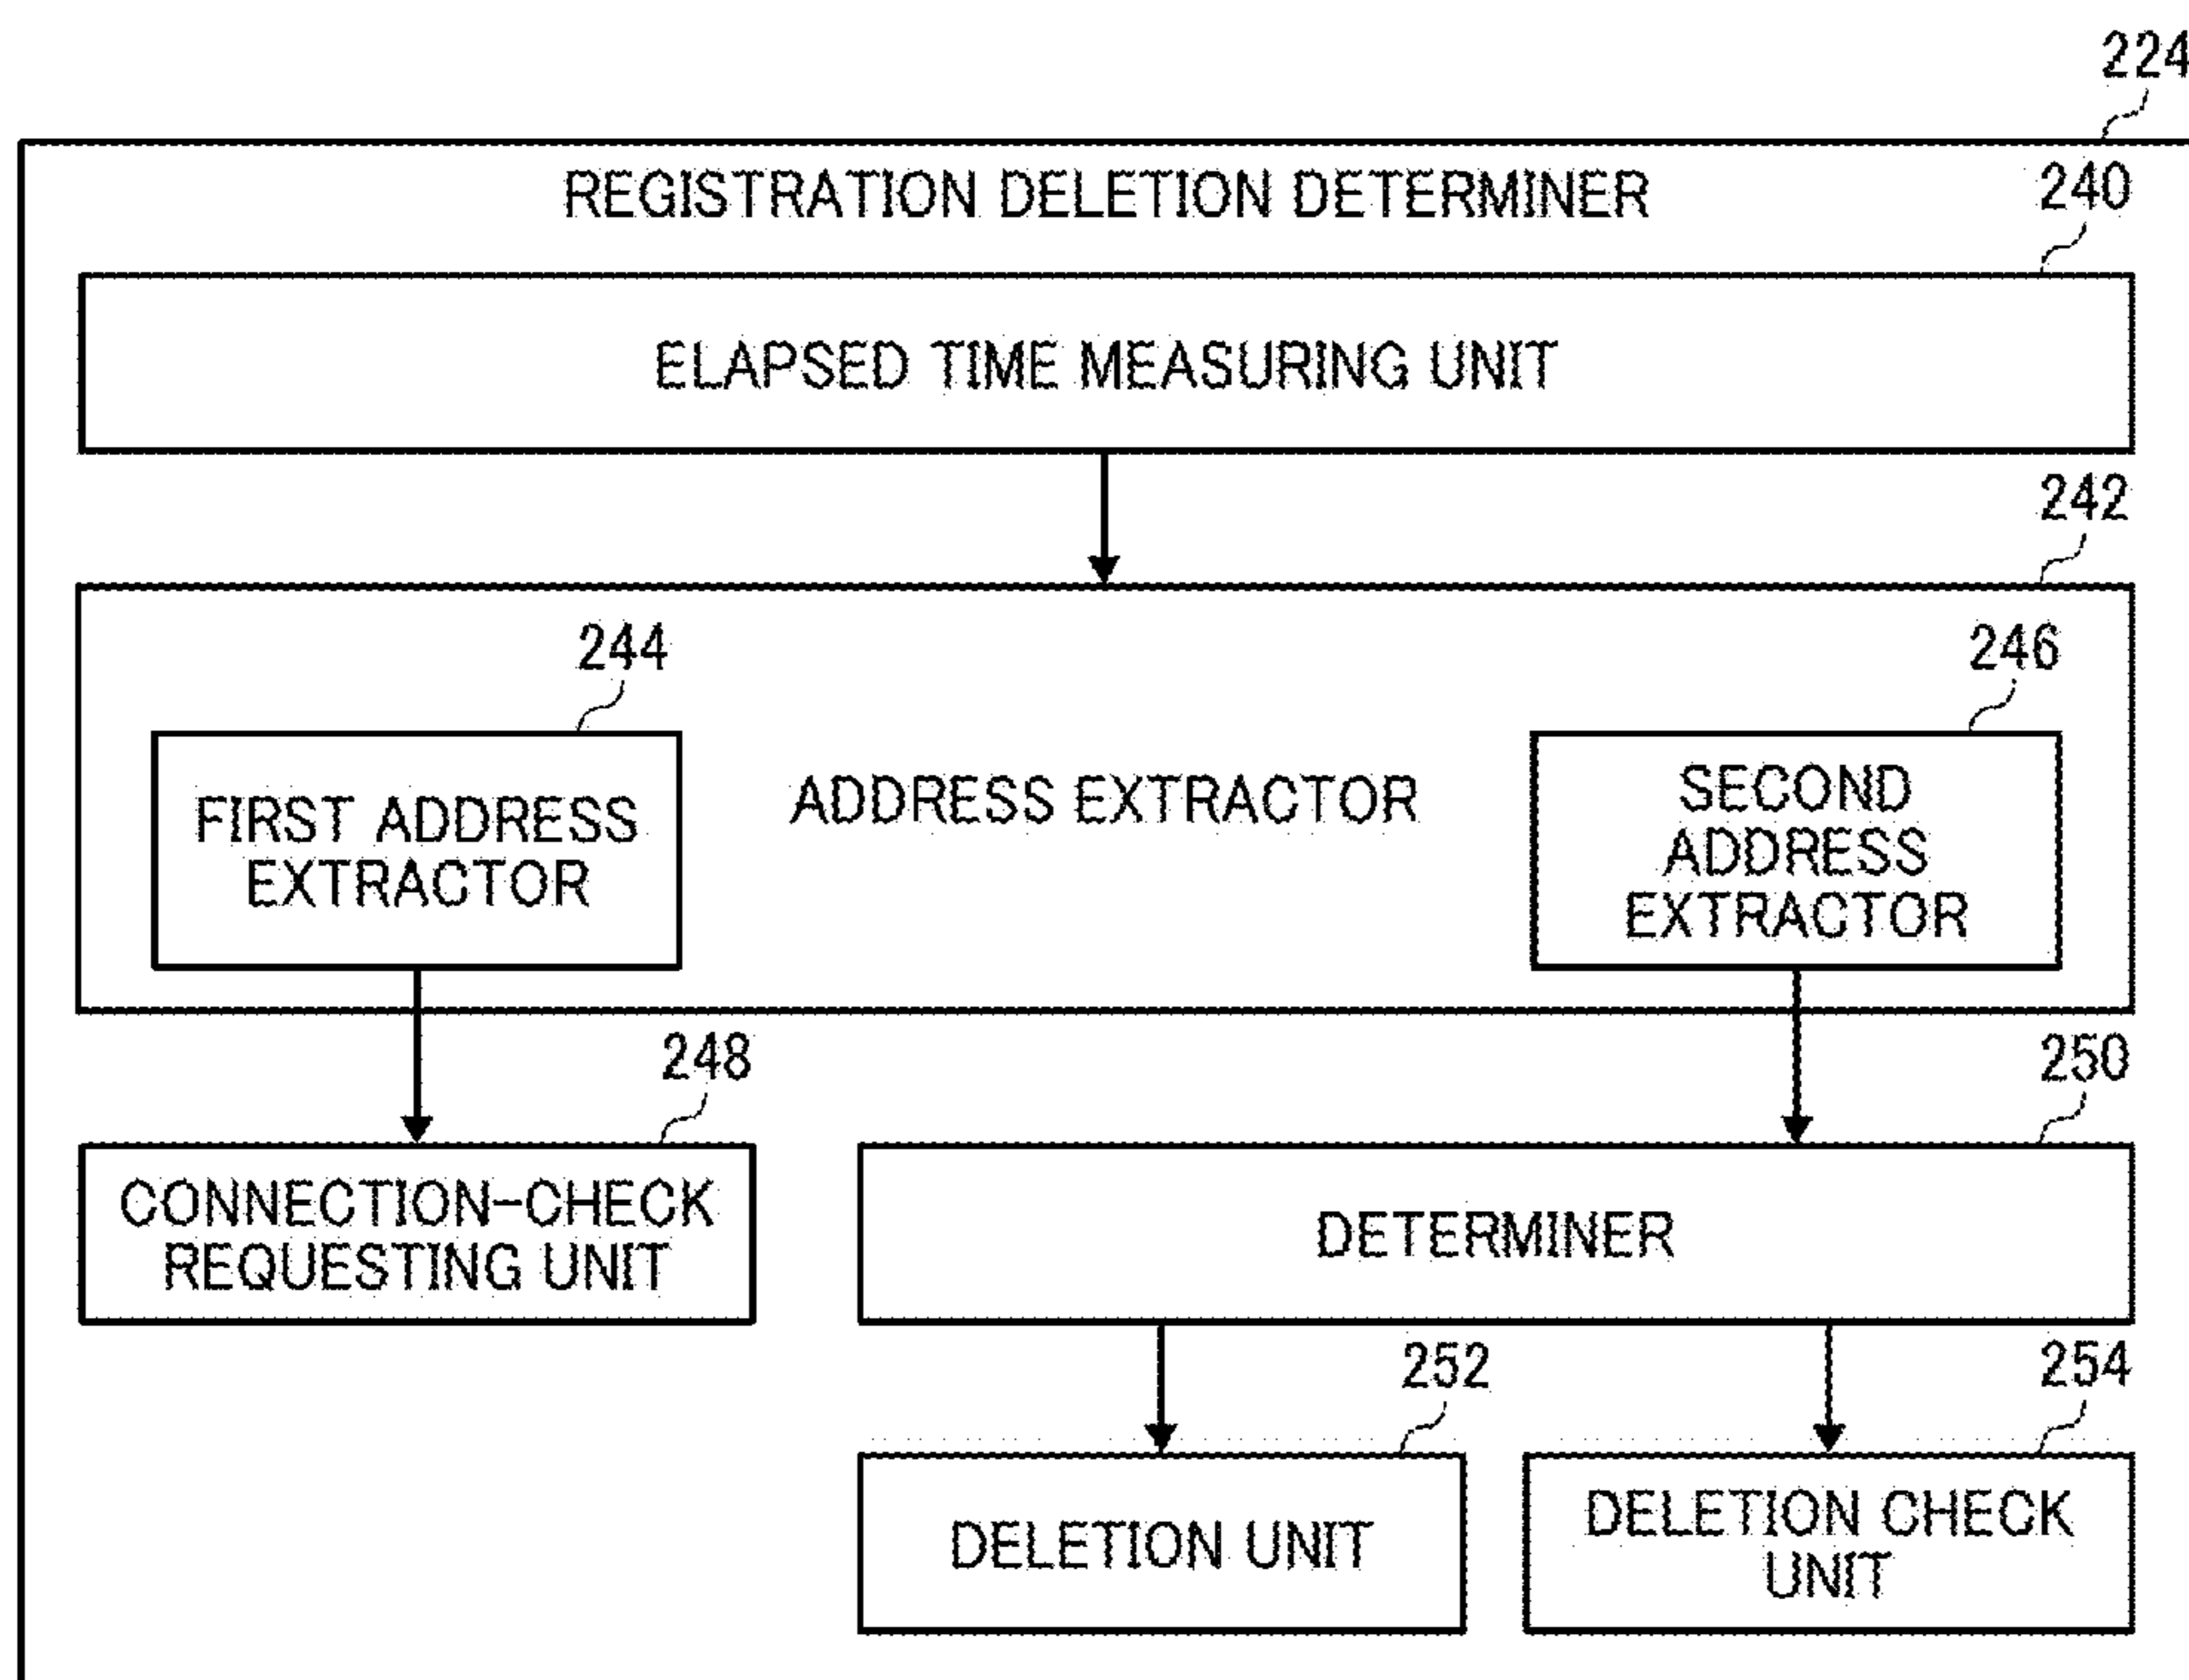 224
REGISTRATION DELETION DETERMINER
240
ELAPSED TIME MEASURING UNIT
242
244
246
FIRST ADDRESS
EXTRACTOR
ADDRESS EXTRACTOR
SECOND
ADDRESS
EXTRACTOR
248
250
CONNECTION-CHECK
REQUESTING UNIT
DETERMINER
252
254
DELETION UNIT
DELETION CHECK
UNIT